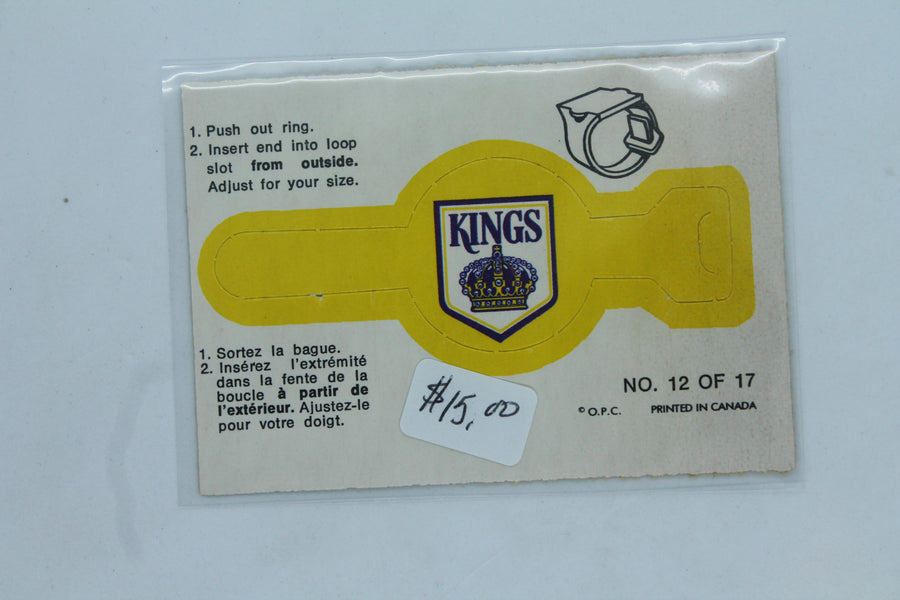 1. Push out ring.
2. Insert end into loop
slot from outside.
Adjust for your size.
KINGS
1. Sortez la bague.
2. Insérez l'extrémité
dans la fente de la
boucle à partir de
l'extérieur. Ajustez-le
pour votre doigt.
$15,00
NO. 12 OF 17
© O.P.C. PRINTED IN CANADA